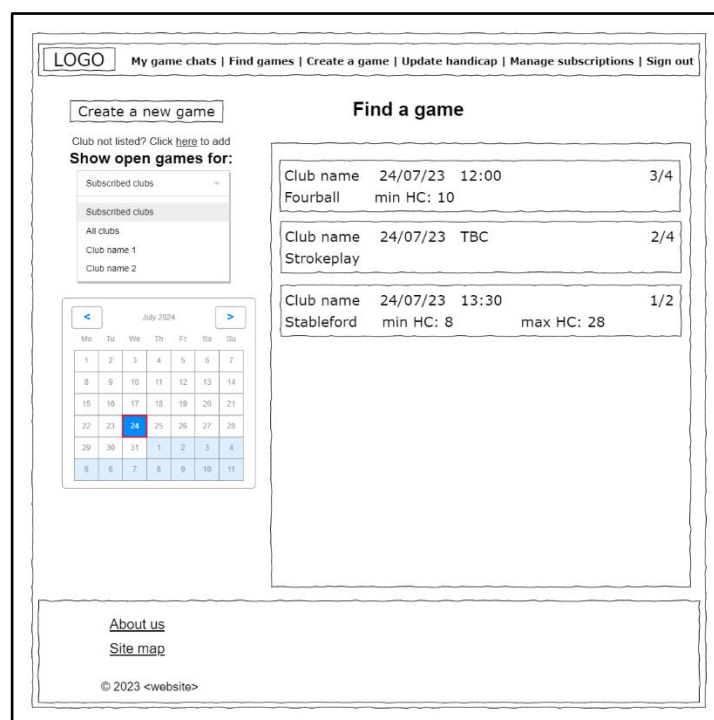 LOGO My game chats | Find games | Create a game | Update handicap | Manage subscriptions | Sign out
Create a new game
Find a game
Club not listed? Click here to add
Show open games for:
Subscribed clubs
Subscribed clubs
All clubs
Club name 1
Club name 2
< July 2024 >
Mo Tu We Th Fr Sa Su
1 2 3 4 5 6 7
8 9 10 11 12 13 14
15 16 17 18 19 20 21
22 23 24 25 26 27 28
29 30 31 1 2 3 4
5 6 7 8 9 10 11
Club name 24/07/23 12:00 3/4
Fourball min HC: 10
Club name 24/07/23 TBC 2/4
Strokeplay
Club name 24/07/23 13:30 1/2
Stableford min HC: 8 max HC: 28
About us
Site map
© 2023 <website>